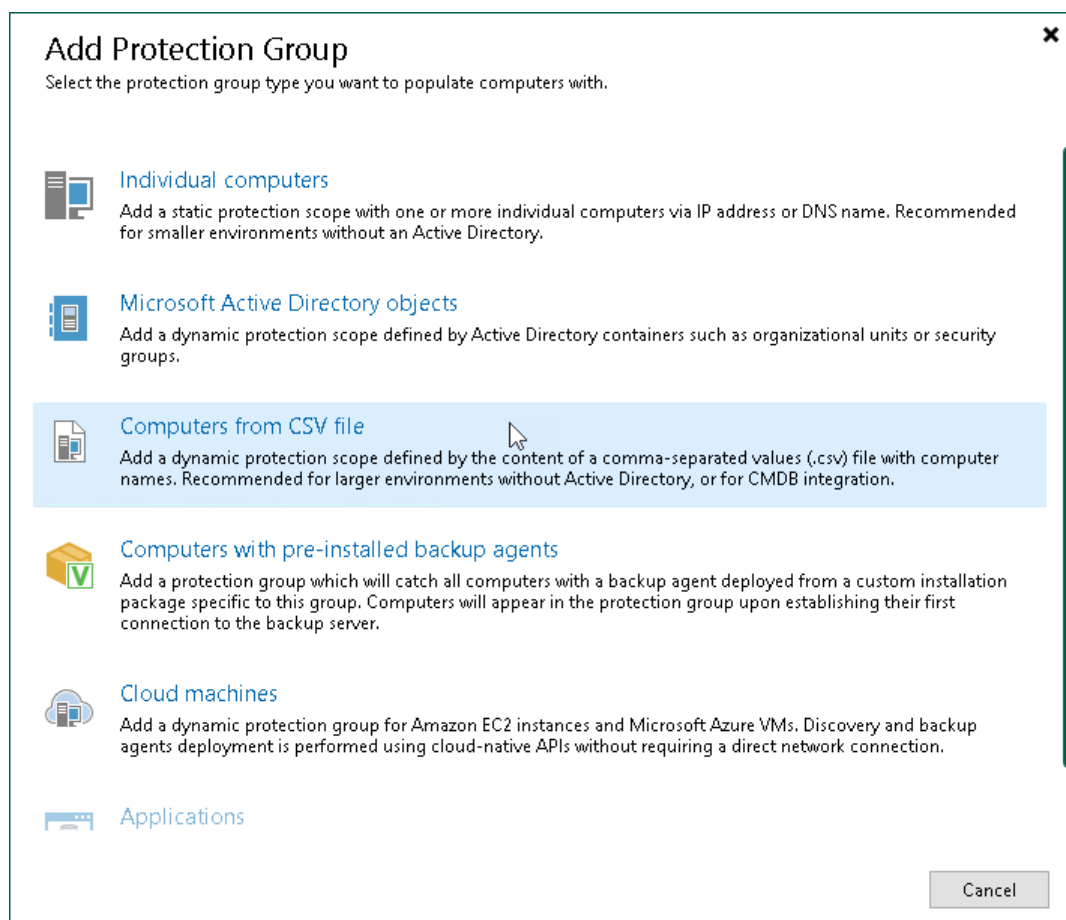 Add Protection Group
Select the protection group type you want to populate computers with.
Individual computers
Add a static protection scope with one or more individual computers via IP address or DNS name. Recommended
for smaller environments without an Active Directory.
Microsoft Active Directory objects
Add a dynamic protection scope defined by Active Directory containers such as organizational units or security
groups.
Computers from CSV file
Add a dynamic protection scope defined by the content of a comma-separated values (.csv) file with computer
names. Recommended for larger environments without Active Directory, or for CMDB integration.
Computers with pre-installed backup agents
V
Add a protection group which will catch all computers with a backup agent deployed from a custom installation
package specific to this group. Computers will appear in the protection group upon establishing their first
connection to the backup server.
Cloud machines
Add a dynamic protection group for Amazon EC2 instances and Microsoft Azure VMs. Discovery and backup
agents deployment is performed using cloud-native APIs without requiring a direct network connection.
Applications
Cancel